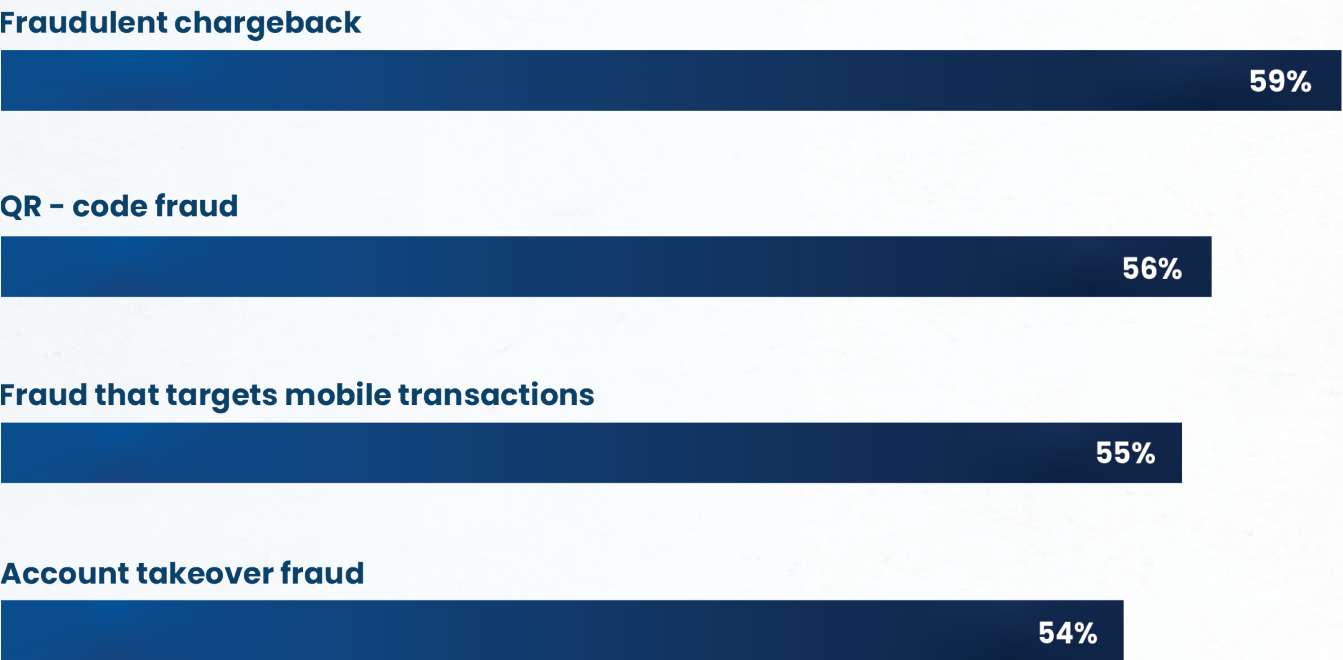 Fraudulent chargeback
59%
QR - code fraud
56%
Fraud that targets mobile transactions
55%
Account takeover fraud
54%